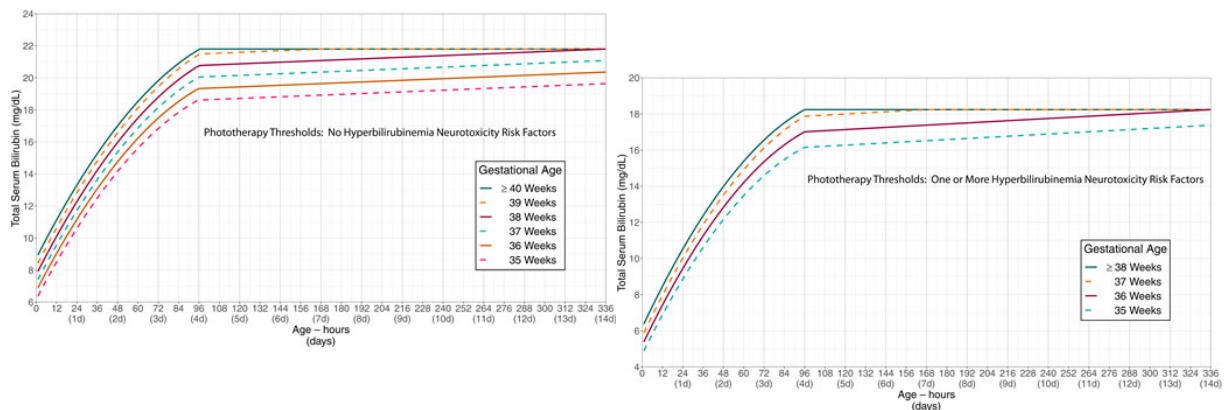 24
22
20
18
16
14
12
10
8
6
Total Serum Bilirubin (mg/dL)
Phototherapy Thresholds: No Hyperbilirubinemia Neurotoxicity Risk Factors
Gestational Age
≥ 40 Weeks
39 Weeks
38 Weeks
37 Weeks
36 Weeks
35 Weeks
0 12 24 36 48 60 72 84 96 108 120 132 144 156 168 180 192 204 216 228 240 252 264 276 288 300 312 324 336
(1d) (2d) (3d) (4d) (5d) (6d) (7d) (8d) (9d) (10d) (11d) (12d) (13d) (14d)
Age – hours
(days)
20
18
16
14
12
10
8
6
4
Total Serum Bilirubin (mg/dL)
Phototherapy Thresholds: One or More Hyperbilirubinemia Neurotoxicity Risk Factors
Gestational Age
≥ 38 Weeks
37 Weeks
36 Weeks
35 Weeks
0 12 24 36 48 60 72 84 96 108 120 132 144 156 168 180 192 204 216 228 240 252 264 276 288 300 312 324 336
(1d) (2d) (3d) (4d) (5d) (6d) (7d) (8d) (9d) (10d) (11d) (12d) (13d) (14d)
Age – hours
(days)